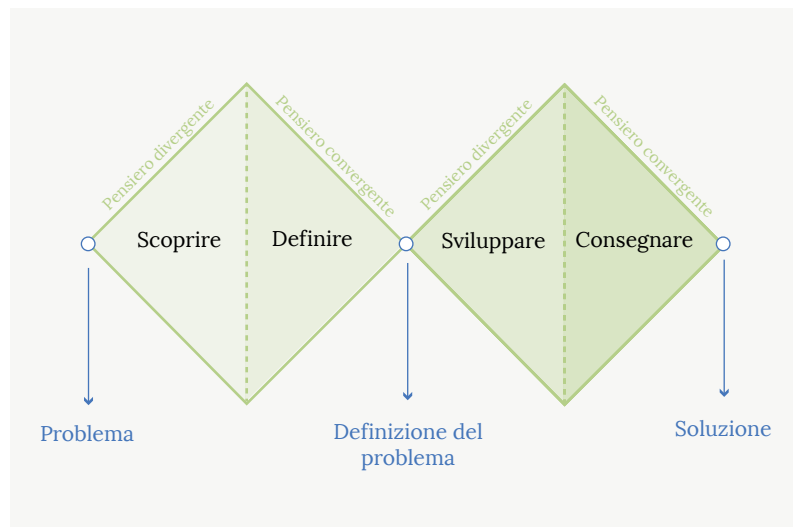 Pensiero divergente
Pensiero convergente
Pensiero divergente
Pensiero convergente
Scoprire
Definire
Sviluppare
Consegnare
Problema
Definizione del
problema
Soluzione